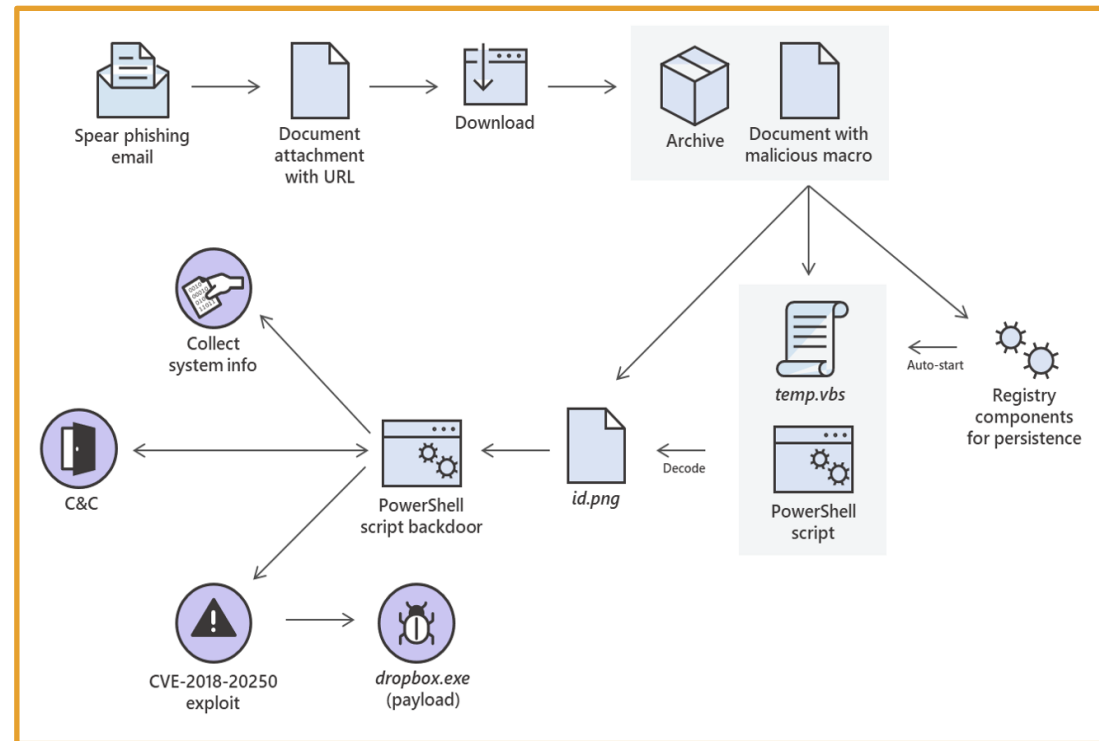 Spear phishing
email
Document
attachment
with URL
Download
Archive
Document with
malicious macro
0010
00010
010
11011
Collect
system info
temp.vbs
Auto-start
Registry
components
for persistence
C&C
PowerShell
script backdoor
id.png
Decode
PowerShell
script
CVE-2018-20250
exploit
dropbox.exe
(payload)